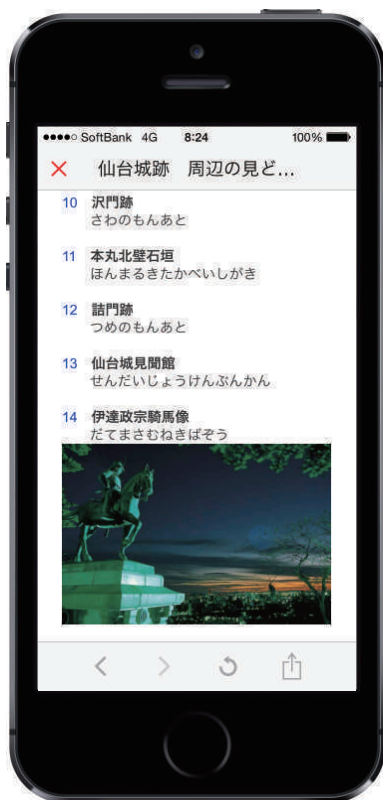 SoftBank 4G 8:24 100%
仙台城跡 周辺の見ど...
10 沢門跡
さわのもんあと
11 本丸北壁石垣
ほんまるきたかべいしがき
12 詰門跡
つめのもんあと
13 仙台城見聞館
せんだいじょうけんぶんかん
14 伊達政宗騎馬像
だてまさむねきばぞう